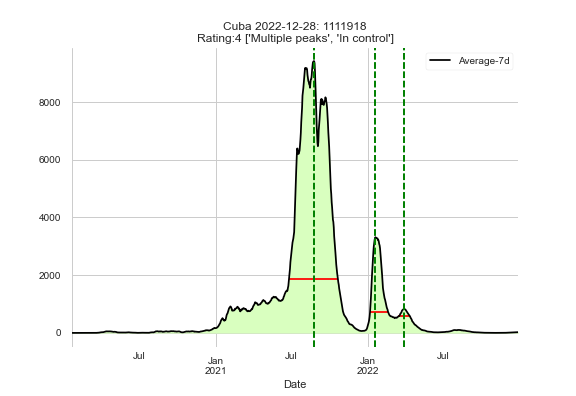 Cuba 2022-12-28: 1111918
Rating:4 ['Multiple peaks', 'In control']
Average-7d
8000
6000
4000
2000
0
Jul
Jan
2021
Jul
Jan
2022
Jul
Date